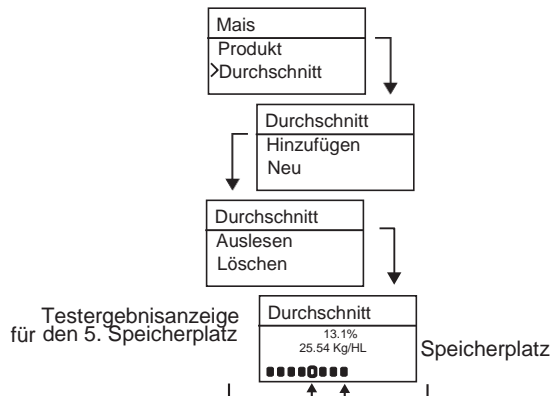 Mais
Produkt
>Durchschnitt
Durchschnitt
Hinzufügen
Neu
Durchschnitt
Auslesen
Löschen
Testergebnisanzeige
für den 5. Speicherplatz
Durchschnitt
13.1%
25.54 Kg/HL
Speicherplatz